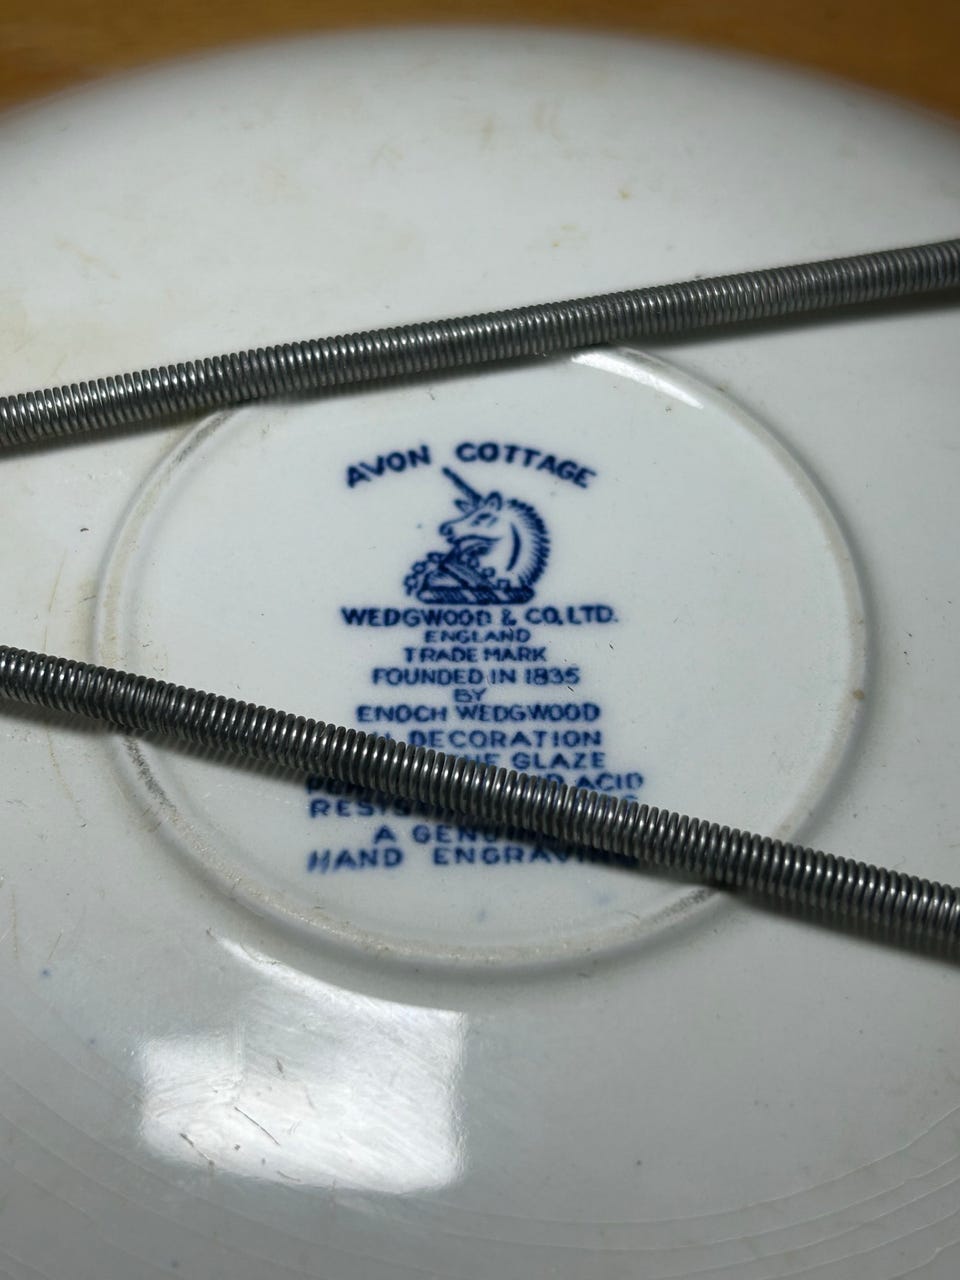 AVON COTTAGE
WEDGWOOD & CO, LTD.
ENGLAND
TRADE MARK
FOUNDED IN 1835
BY
ENOCH WEDGWOOD
DECORATION
GLAZE
ACID
A
HAND